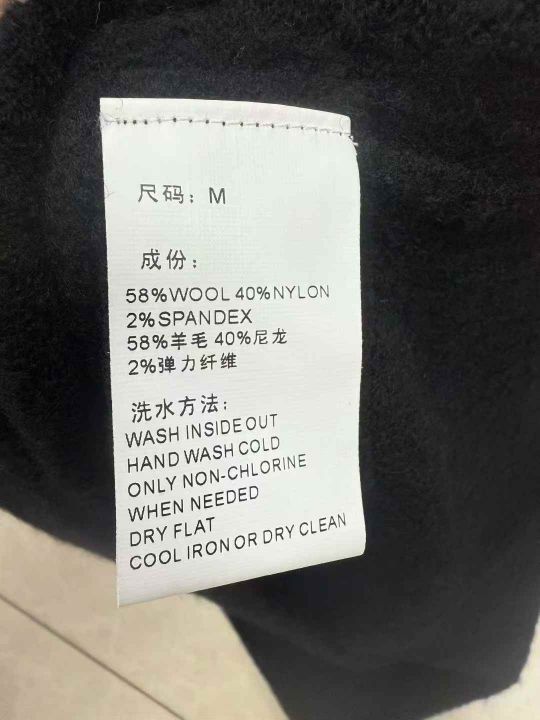 尺码：M
成份：
58%WOOL 40%NYLON
2%SPANDEX
58%羊毛 40%尼龙
2%弹力纤维
洗水方法：
WASH INSIDE OUT
HAND WASH COLD
ONLY NON-CHLORINE
WHEN NEEDED
DRY FLAT
COOL IRON OR DRY CLEAN